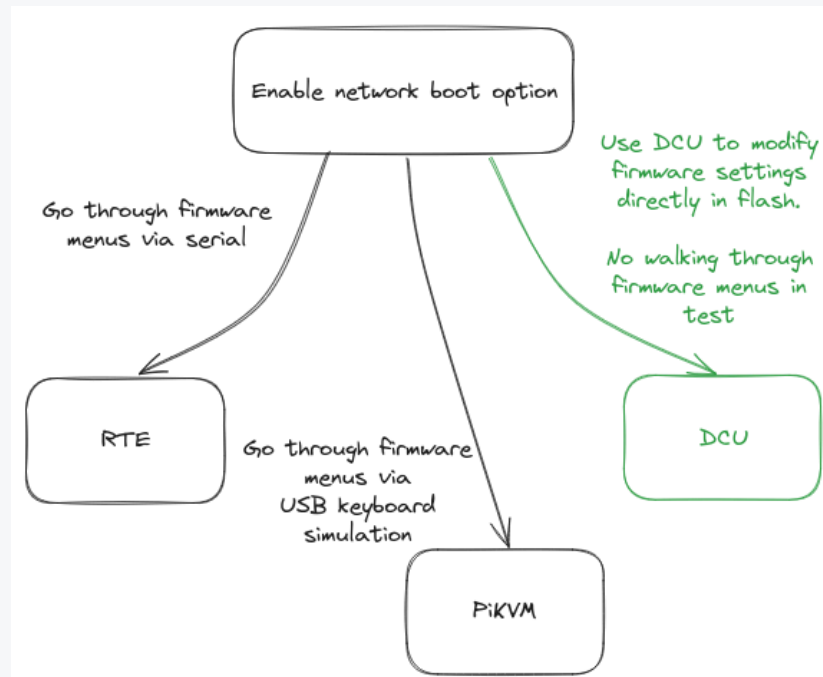 Enable network boot option
Use DCU to modify
firmware settings
directly in flash.
No walking through
firmware menus in
test
Go through firmware
menus via serial
RTE
DCU
Go through firmware
menus via
USB keyboard
simulation
PiKVM